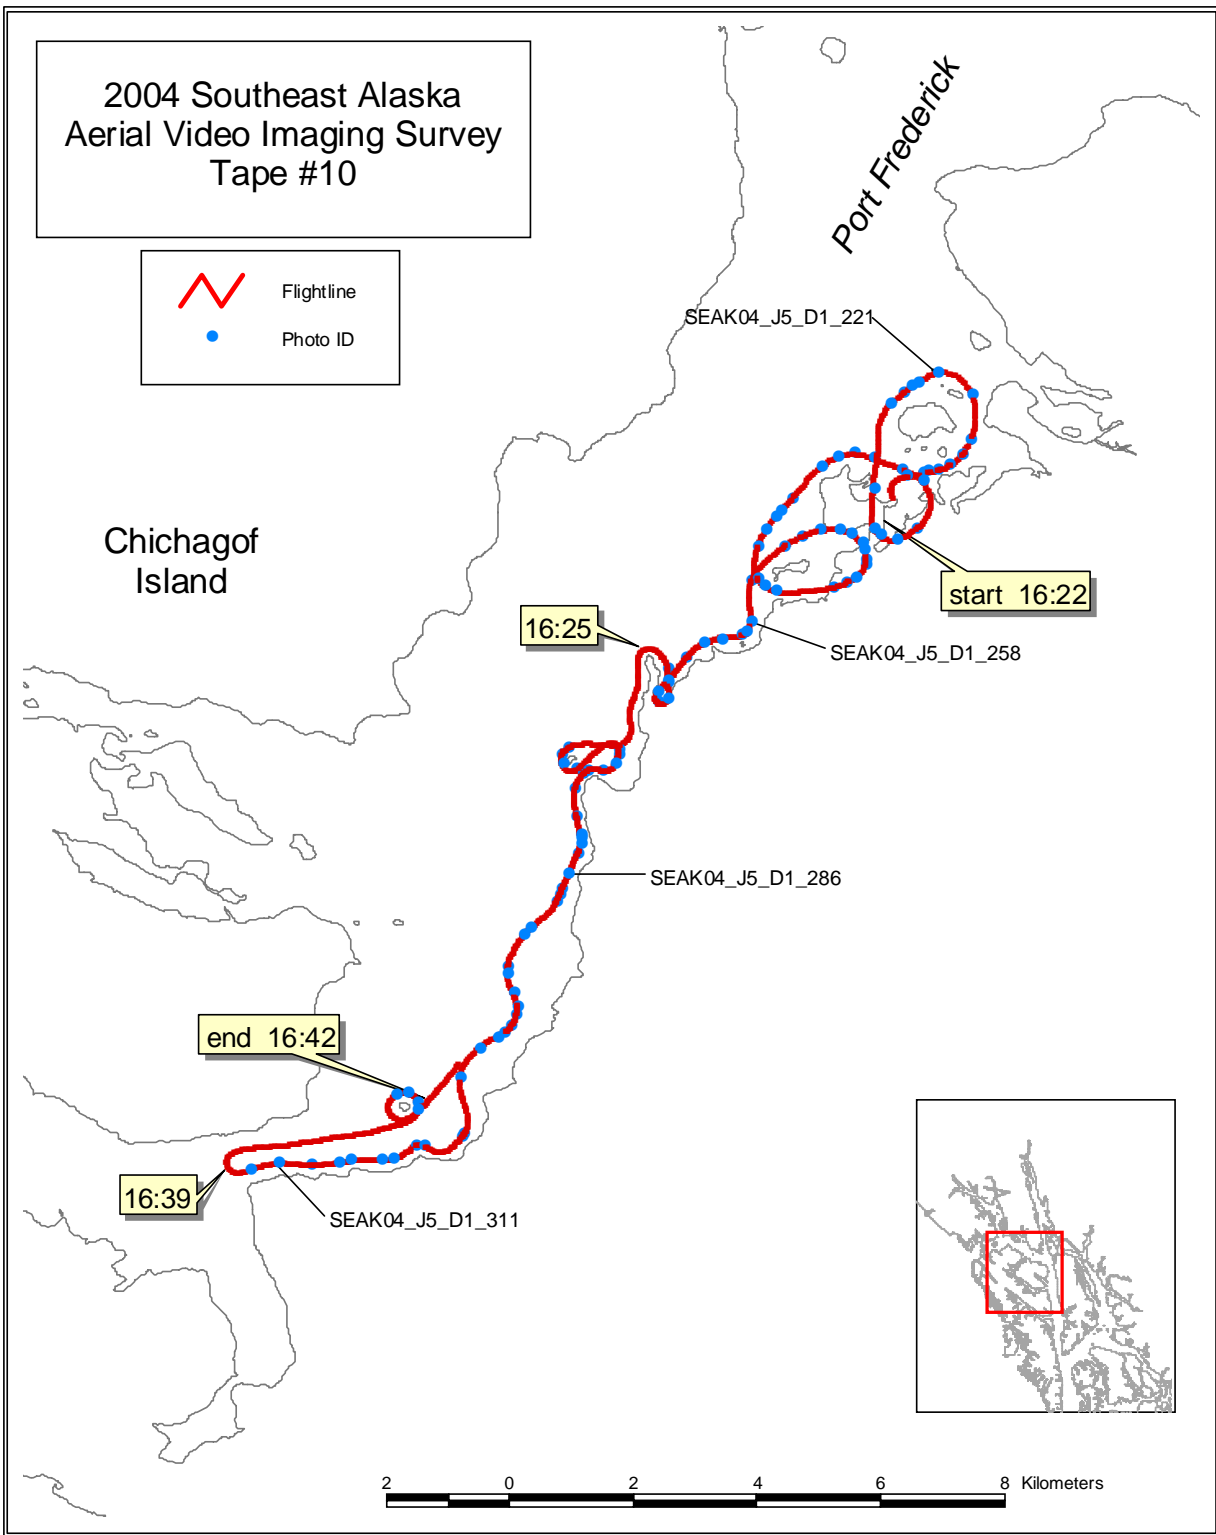 2004 Southeast Alaska
Aerial Video Imaging Survey
Tape #10
Flightline
Photo ID
Port Frederick
SEAK04_J5_D1_221
Chichagof
Island
start 16:22
16:25
SEAK04_J5_D1_258
SEAK04_J5_D1_286
end 16:42
16:39
SEAK04_J5_D1_311
2 0 2 4 6 8 Kilometers